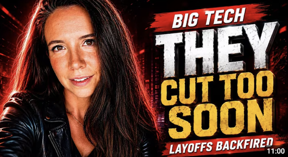 BIG TECH
THEY
CUT TOO
SOON
LAYOFFS BACKFIRED
11:00